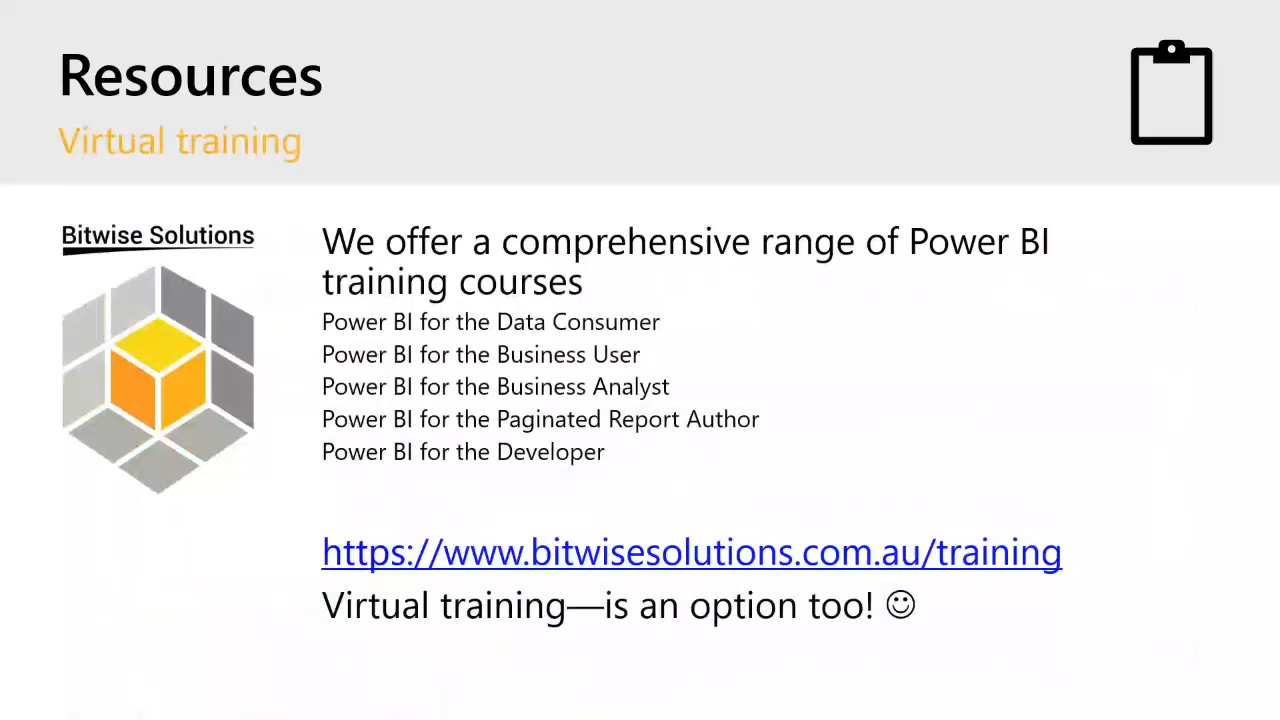 Resources
Virtual training
Bitwise Solutions
We offer a comprehensive range of Power BI
training courses
Power BI for the Data Consumer
Power BI for the Business User
Power BI for the Business Analyst
Power BI for the Paginated Report Author
Power BI for the Developer
https://www.bitwisesolutions.com.au/training
Virtual training—is an option too! ☺